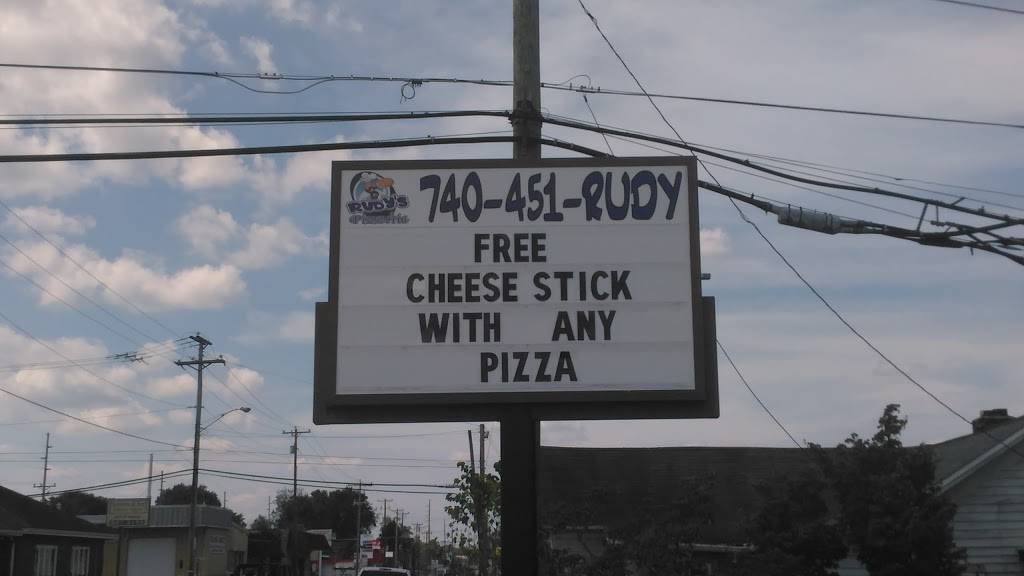 RUDY'S
Pizzeria
740-451-RUDY
FREE
CHEESE STICK
WITH ANY
PIZZA